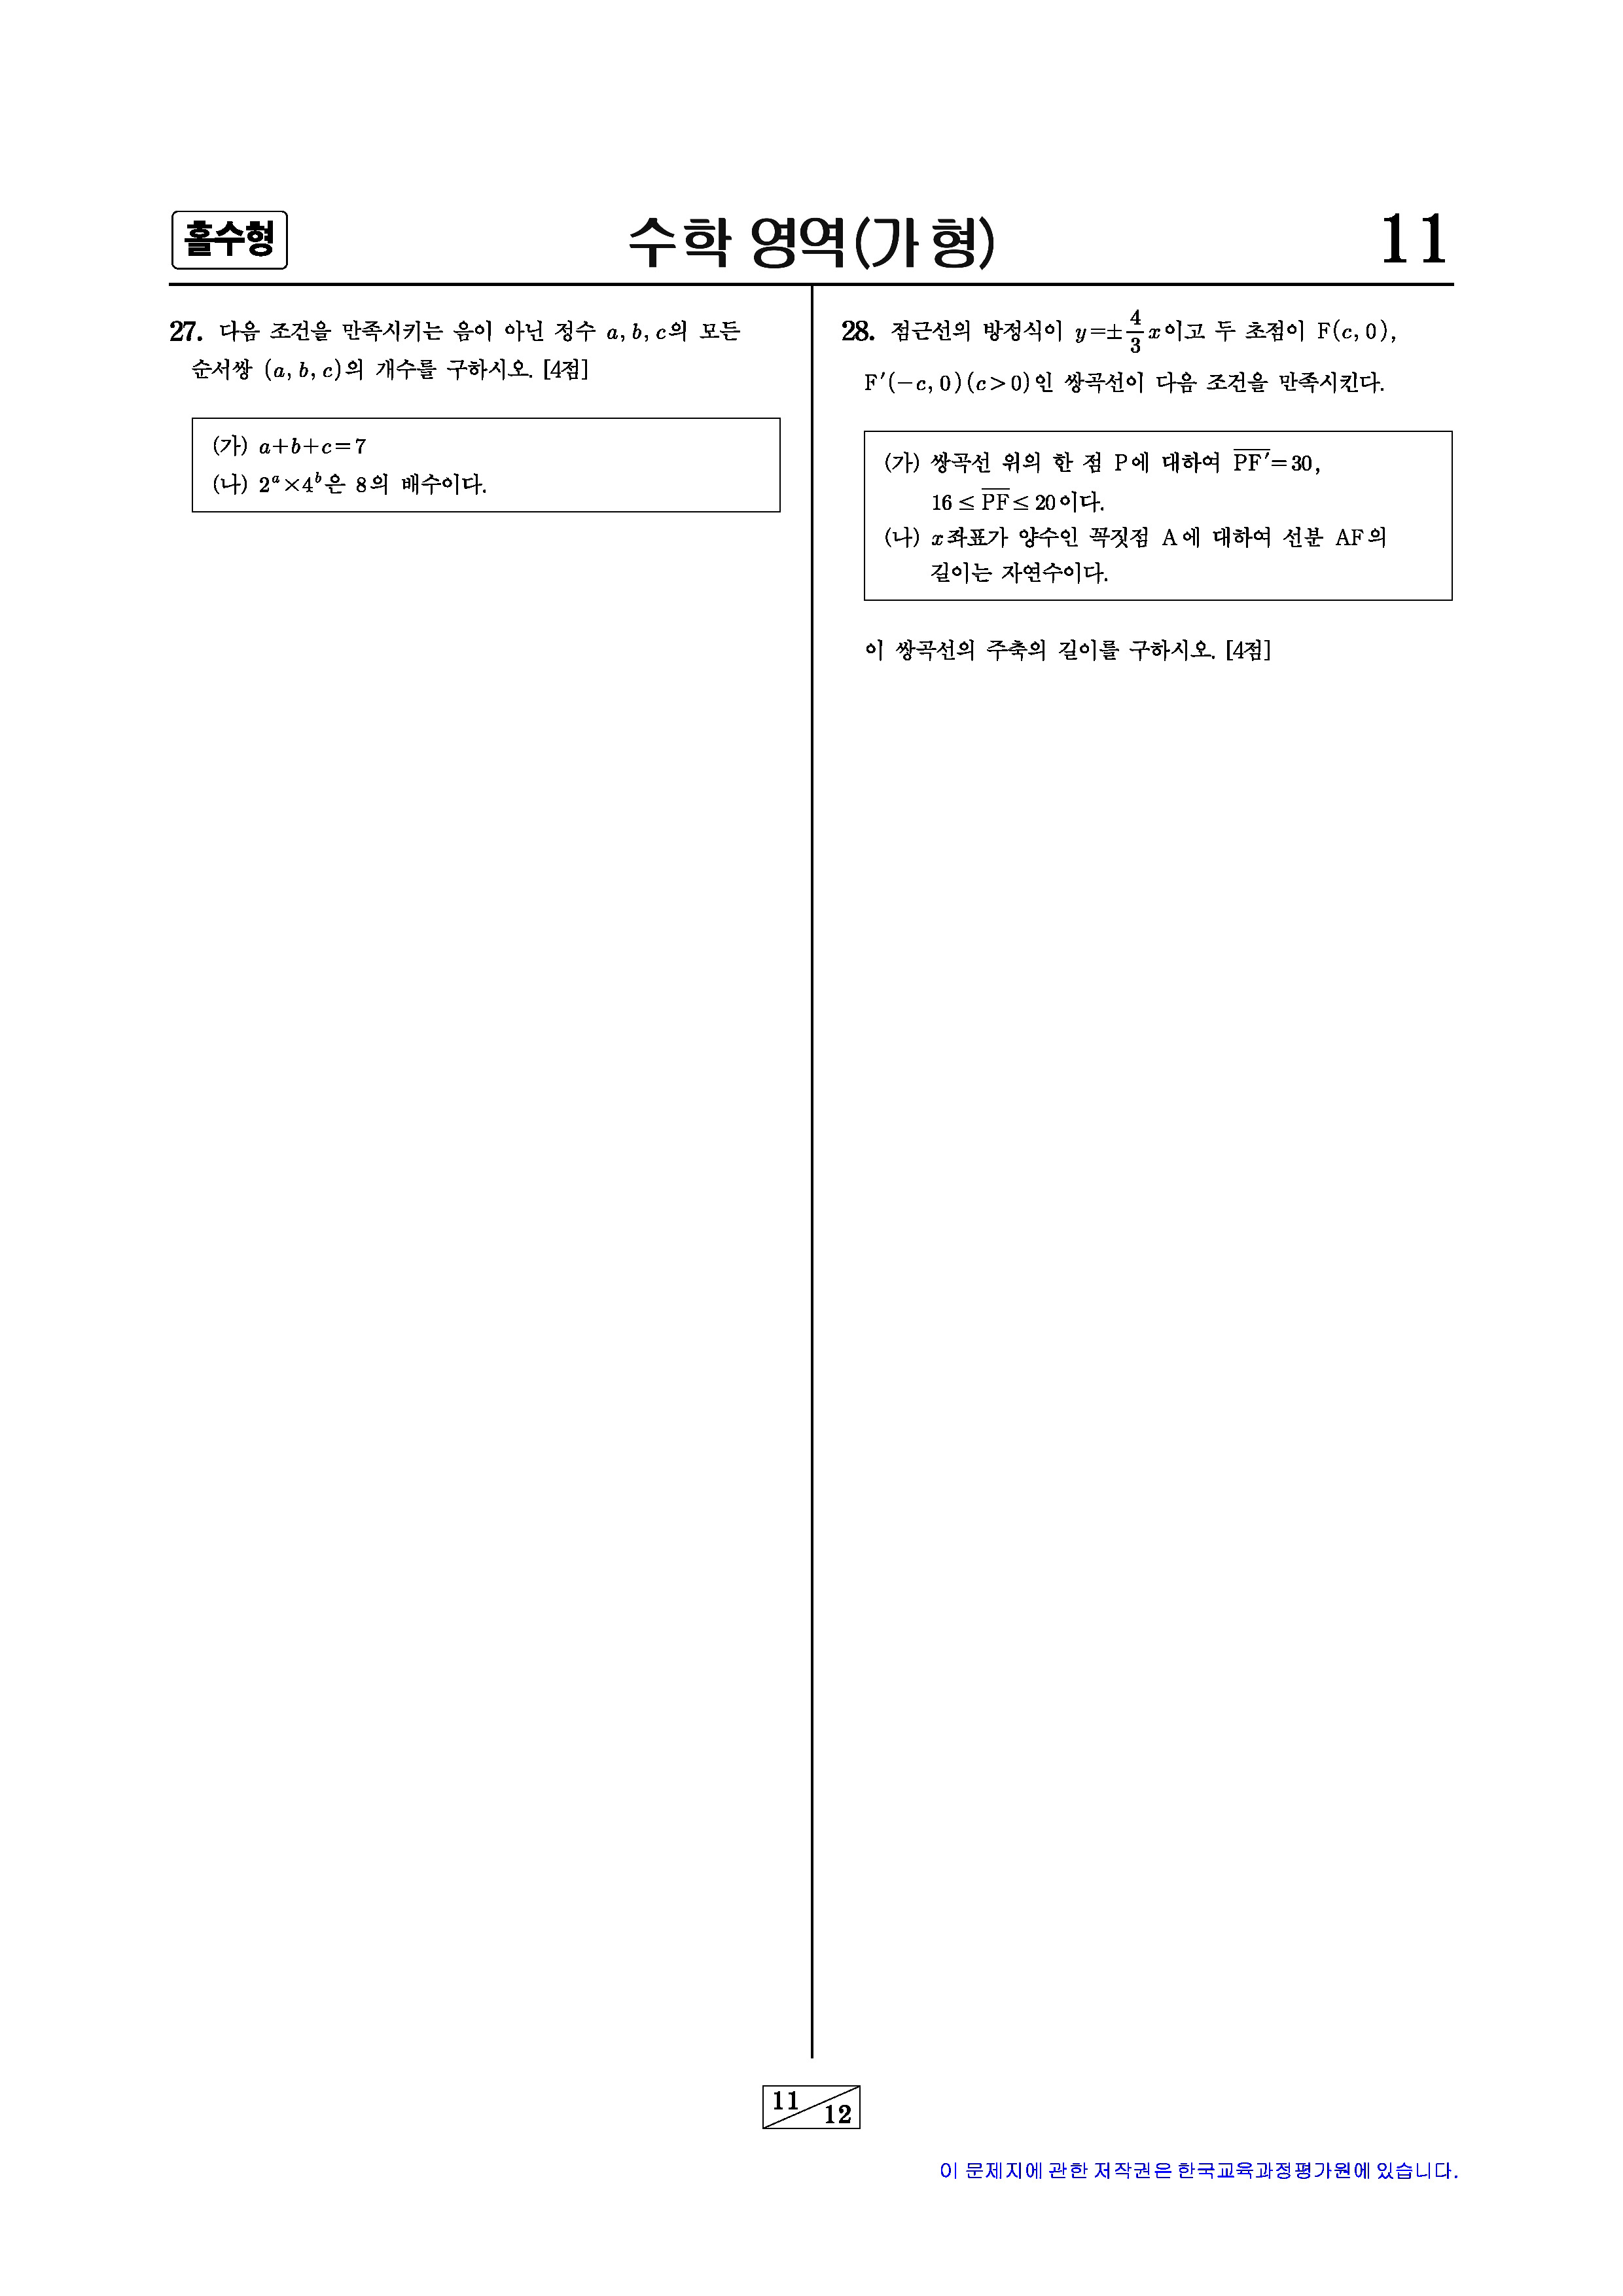 홀수형
수학 영역(가 형)
11
27. 다음 조건을 만족시키는 음이 아닌 정수 a, b, c의 모든
순서쌍 (a, b, c)의 개수를 구하시오. [4점]
(가) a+b+c=7
(나) 2^a×4^b은 8의 배수이다.
28. 점근선의 방정식이 y=±4/3 x이고 두 초점이 F(c, 0),
F′(−c, 0)(c>0)인 쌍곡선이 다음 조건을 만족시킨다.
(가) 쌍곡선 위의 한 점 P에 대하여 PF′=30,
16≤PF≤20이다.
(나) x좌표가 양수인 꼭짓점 A에 대하여 선분 AF의
길이는 자연수이다.
이 쌍곡선의 주축의 길이를 구하시오. [4점]
11
12
이 문제지에 관한 저작권은 한국교육과정평가원에 있습니다.